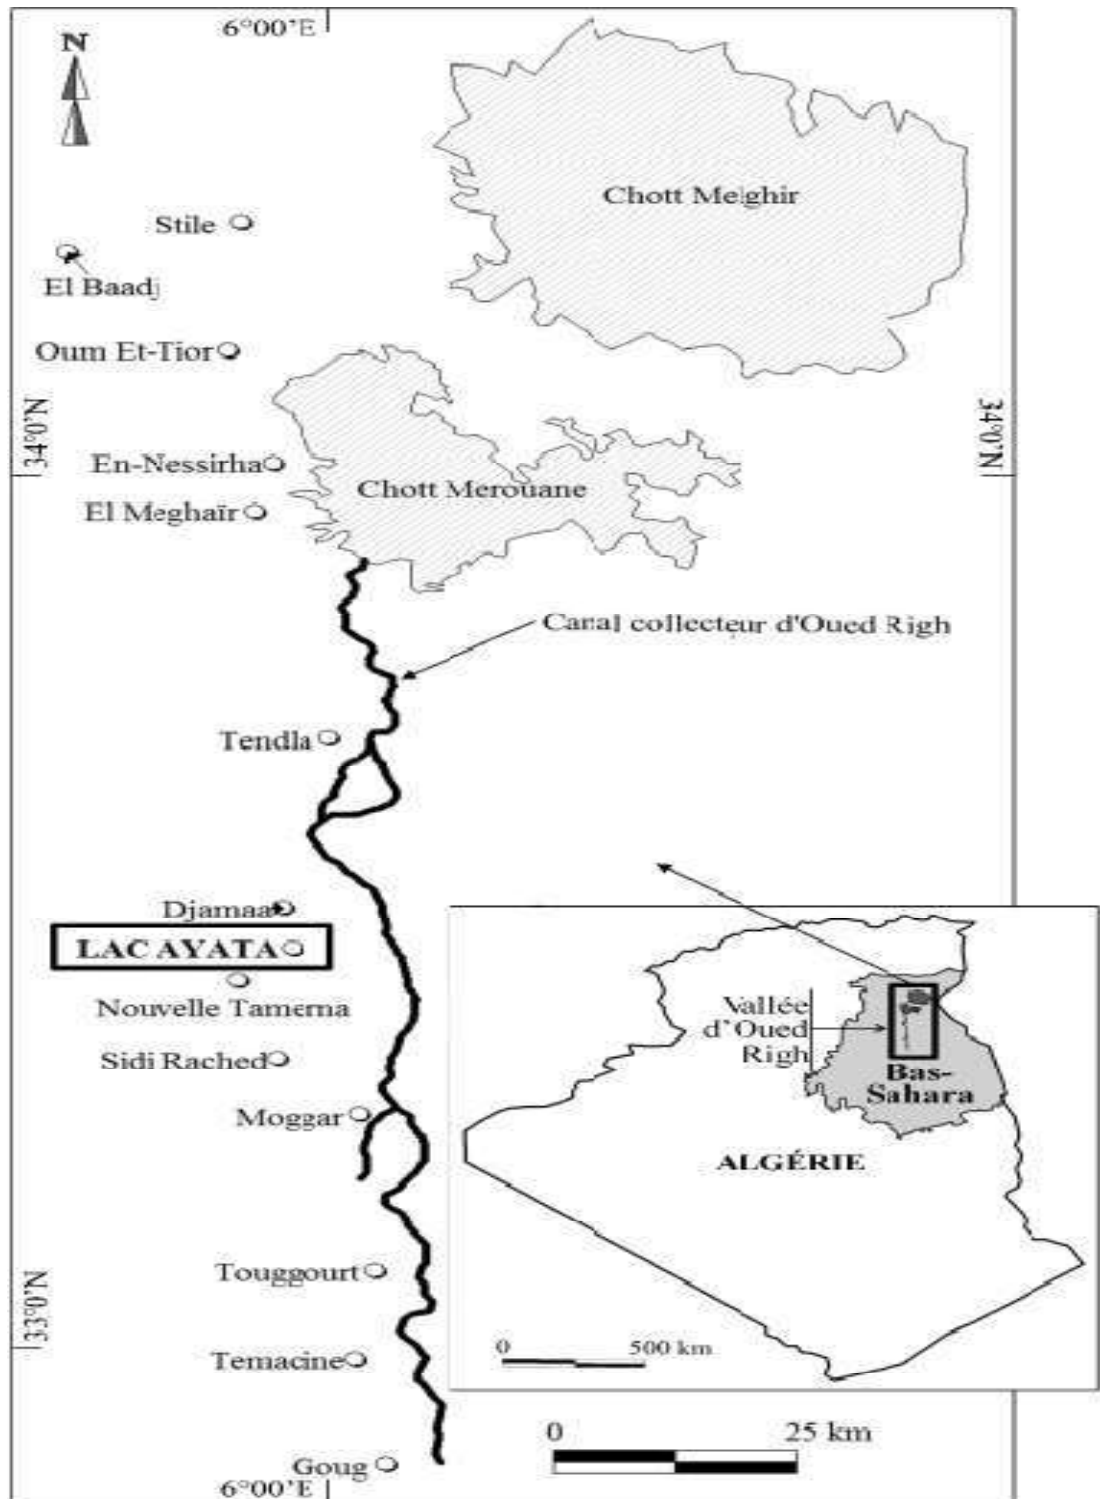 6°00'E
N
Chott Melghir
Stile
El Baadj
Oum Et-Tior
34°0'N
34°0'N
En-Nessirha
Chott Merouane
El Meghaïr
Canal collecteur d'Oued Righ
Tendla
Djamaa
LAC AYATA
Nouvelle Tamerna
Sidi Rached
Moggar
Vallée
d'Oued
Righ
Bas-
Sahara
ALGÉRIE
Touggourt
33°0'N
0 500 km
Temacine
0 25 km
Goug
6°00'E